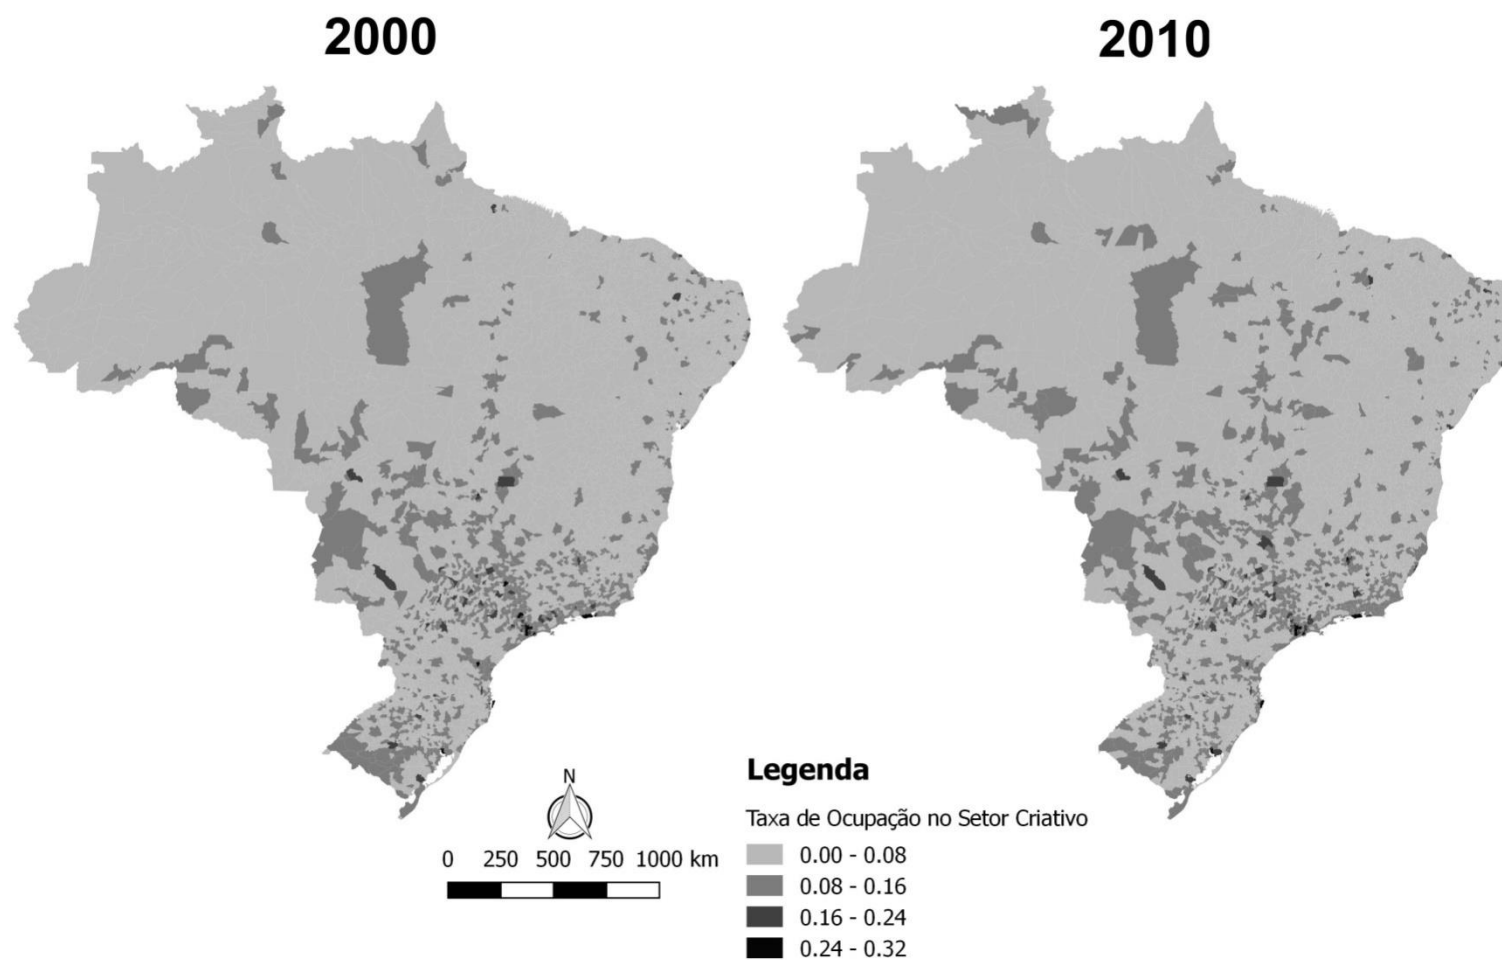 2000
2010
N
0 250 500 750 1000 km
Legenda
Taxa de Ocupação no Setor Criativo
0.00 - 0.08
0.08 - 0.16
0.16 - 0.24
0.24 - 0.32